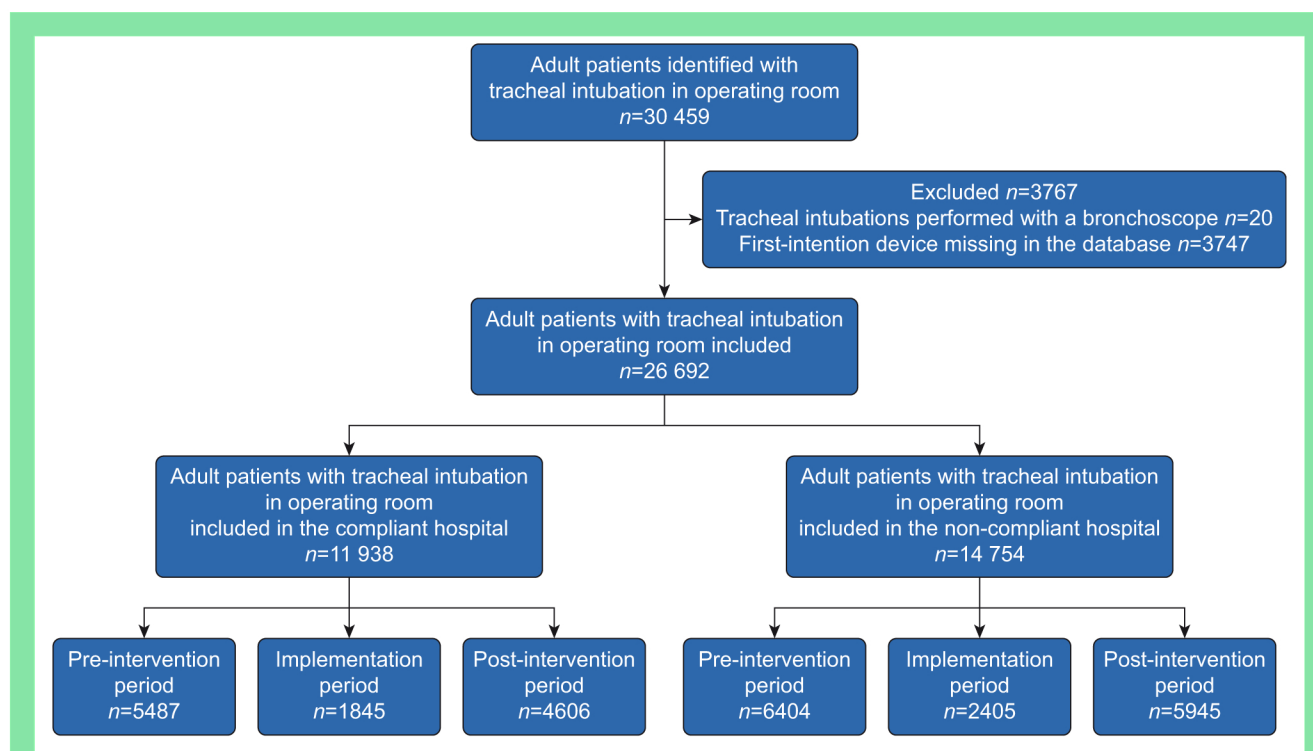 Adult patients identified with
tracheal intubation in operating room
n=30 459
Excluded n=3767
Tracheal intubations performed with a bronchoscope n=20
First-intention device missing in the database n=3747
Adult patients with tracheal intubation
in operating room included
n=26 692
Adult patients with tracheal intubation
in operating room
included in the compliant hospital
n=11 938
Adult patients with tracheal intubation
in operating room
included in the non-compliant hospital
n=14 754
Pre-intervention
period
n=5487
Implementation
period
n=1845
Post-intervention
period
n=4606
Pre-intervention
period
n=6404
Implementation
period
n=2405
Post-intervention
period
n=5945